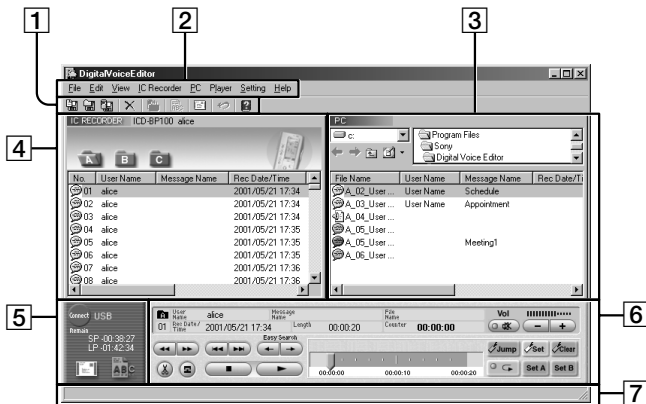 1
2
3
DigitalVoiceEditor
File Edit View IC Recorder PC Player Setting Help
4
IC RECORDER ICD-BP100 alice
A B C
No. User Name Message Name Rec Date/Time
01 alice 2001/05/21 17:34
02 alice 2001/05/21 17:34
03 alice 2001/05/21 17:34
04 alice 2001/05/21 17:35
05 alice 2001/05/21 17:35
06 alice 2001/05/21 17:35
07 alice 2001/05/21 17:36
08 alice 2001/05/21 17:36
PC
c:
Program Files
Sony
Digital Voice Editor
File Name User Name Message Name Rec Date/Ti
A_02_User... User Name Schedule
A_03_User... User Name Appointment
A_04_User...
A_05_User...
A_05_User... Meeting1
A_06_User...
5
Connect USB
Remain
SP -00:38:27
LP -01:42:34
ABC
6
A User Name alice Message Name File Name
01 Rec Date/Time 2001/05/21 17:34 Length 00:00:20 Counter 00:00:00
Vol
Easy Search
00:00:00 00:00:10 00:00:20
Jump Set Clear
Set A Set B
7